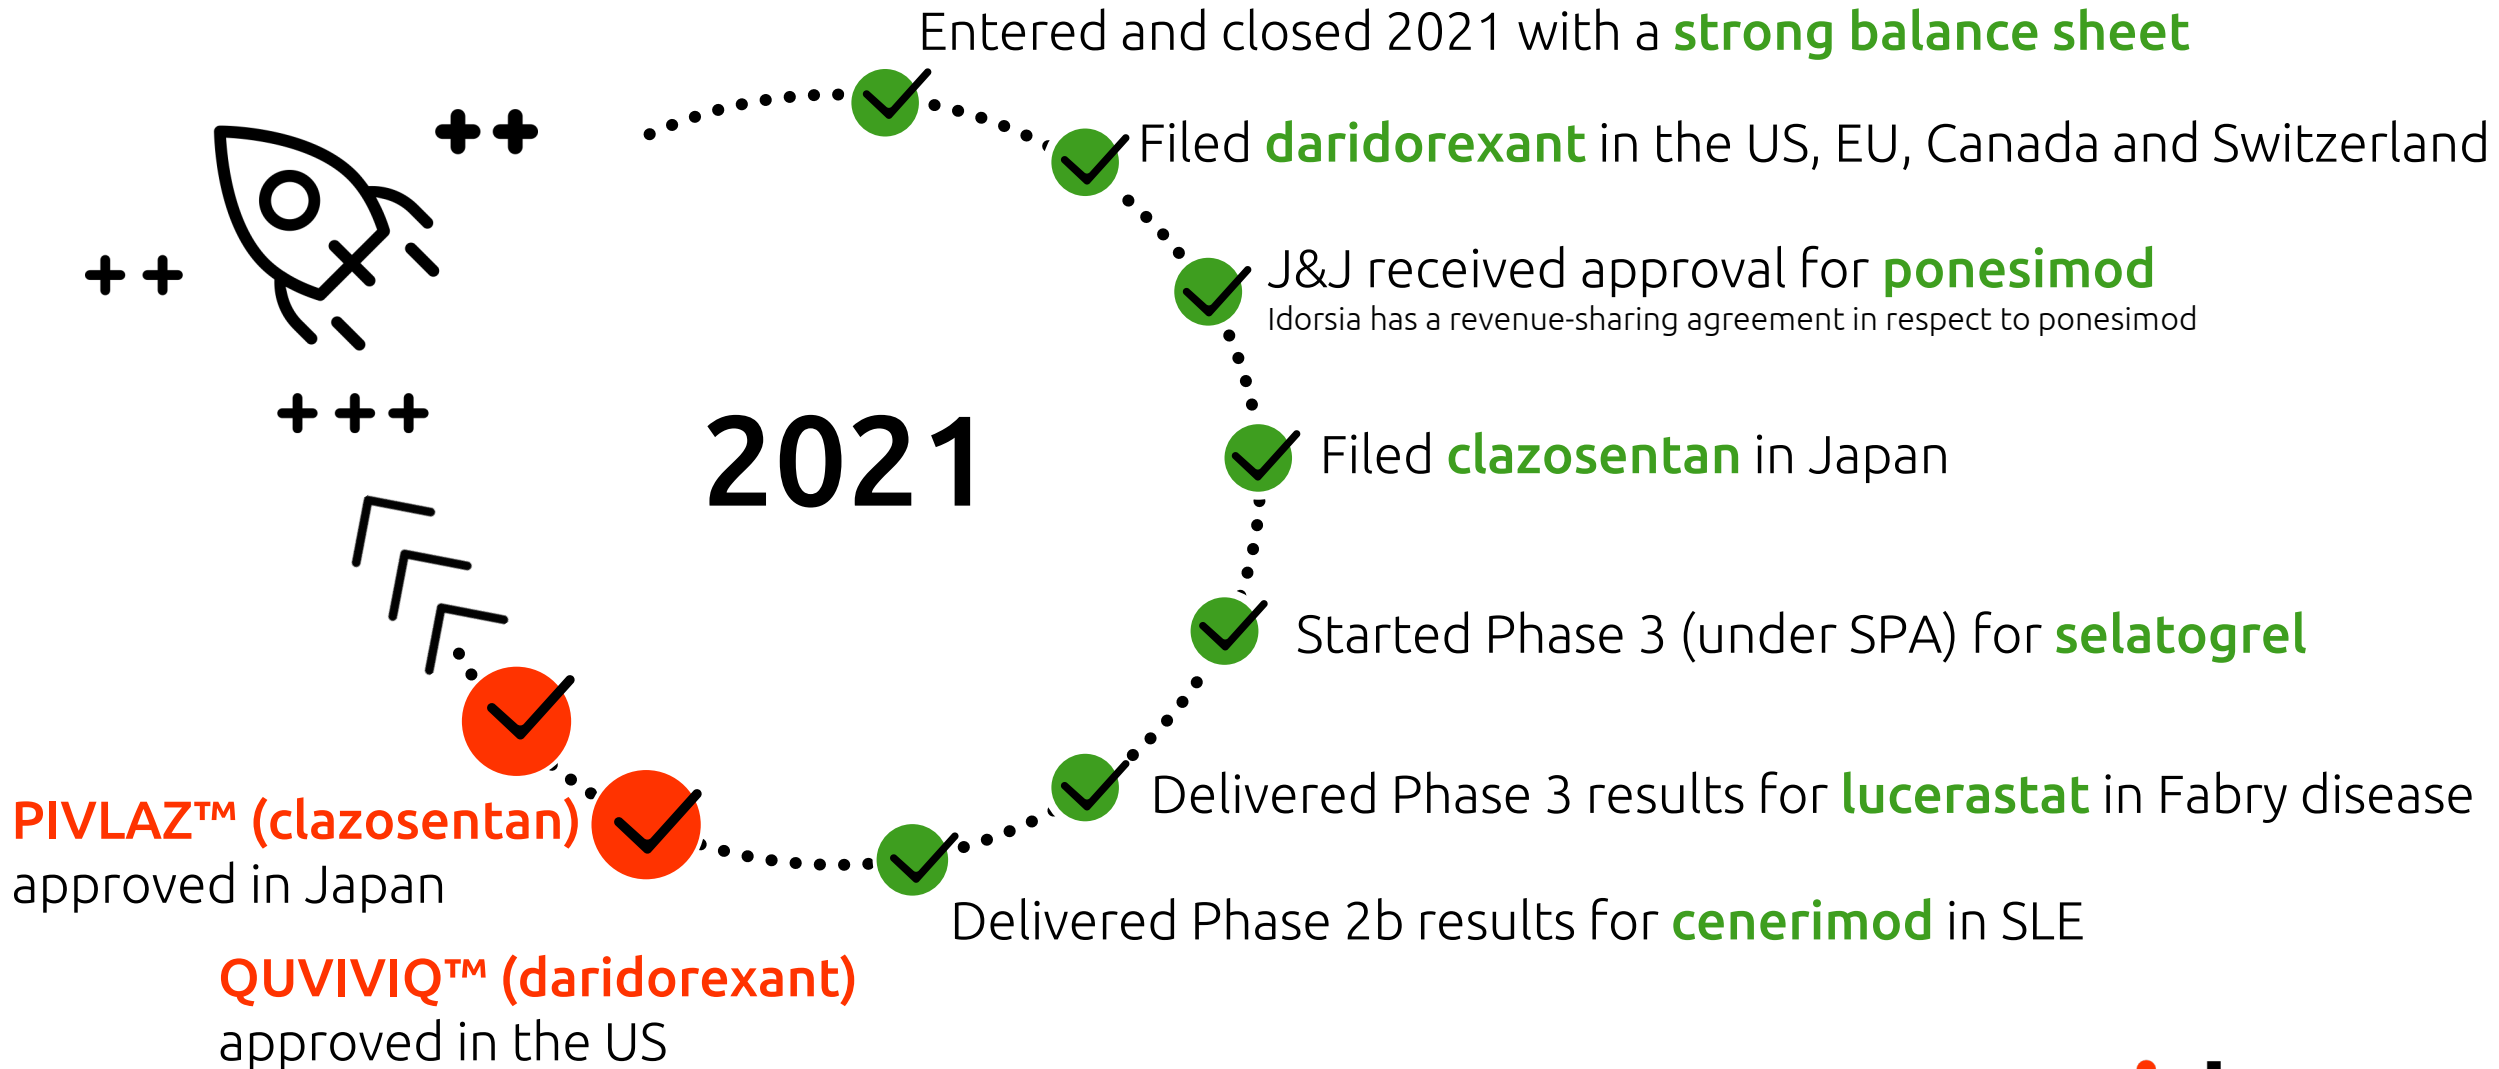 Entered and closed 2021 with a strong balance sheet
Filed daridorexant in the US, EU, Canada and Switzerland
J&J received approval for ponesimod
Idorsia has a revenue-sharing agreement in respect to ponesimod
2021
Filed clazosentan in Japan
Started Phase 3 (under SPA) for selatogrel
Delivered Phase 3 results for lucerastat in Fabry disease
Delivered Phase 2b results for cenerimod in SLE
PIVLAZ™ (clazosentan)
approved in Japan
QUVIVIQ™ (daridorexant)
approved in the US